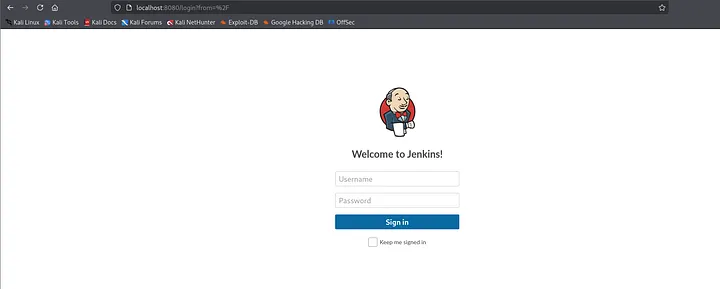 localhost:8080/login?from=%2F
Kali Linux Kali Tools Kali Docs Kali Forums Kali NetHunter Exploit-DB Google Hacking DB OffSec
Welcome to Jenkins!
Username
Password
Sign in
Keep me signed in